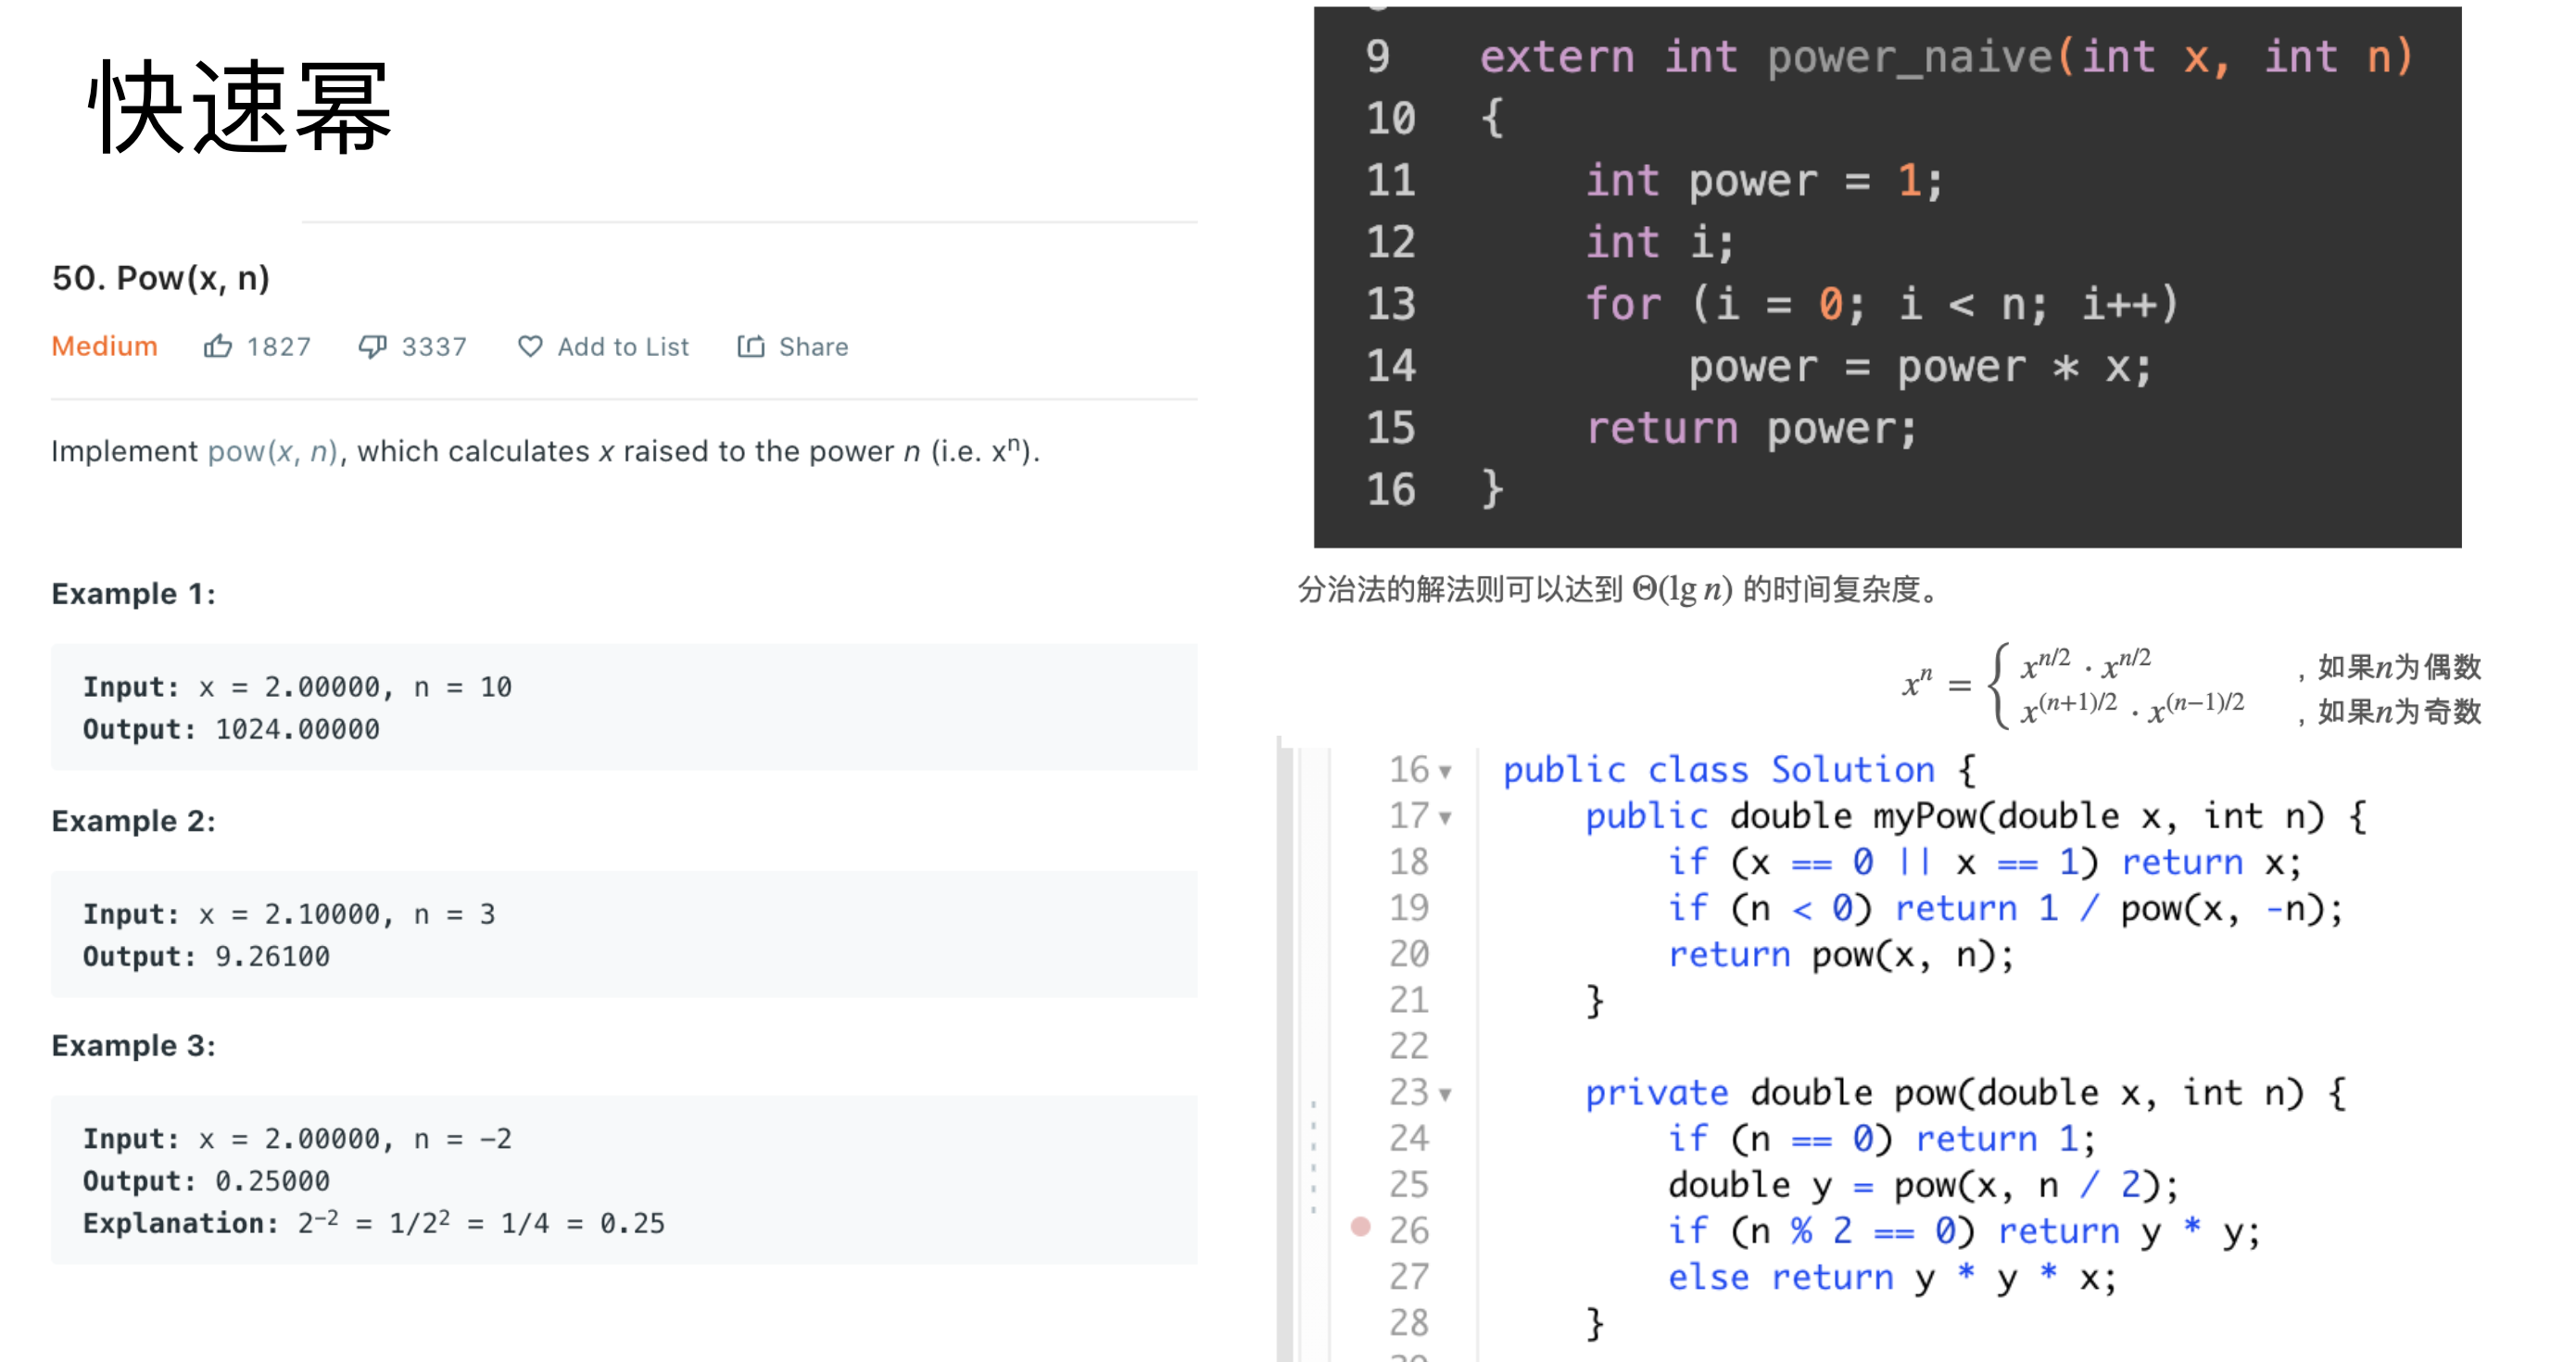 快速幂
50. Pow(x, n)
Medium 1827 3337 Add to List Share
Implement pow(x, n), which calculates x raised to the power n (i.e. xⁿ).
Example 1:
Input: x = 2.00000, n = 10
Output: 1024.00000
Example 2:
Input: x = 2.10000, n = 3
Output: 9.26100
Example 3:
Input: x = 2.00000, n = −2
Output: 0.25000
Explanation: 2⁻² = 1/2² = 1/4 = 0.25
9 extern int power_naive(int x, int n)
10 {
11 int power = 1;
12 int i;
13 for (i = 0; i < n; i++)
14 power = power * x;
15 return power;
16 }
分治法的解法则可以达到 Θ(lg n) 的时间复杂度。
xⁿ = { x^{n/2} · x^{n/2} , 如果n为偶数
x^{(n+1)/2} · x^{(n−1)/2} , 如果n为奇数
16 public class Solution {
17 public double myPow(double x, int n) {
18 if (x == 0 || x == 1) return x;
19 if (n < 0) return 1 / pow(x, -n);
20 return pow(x, n);
21 }
22
23 private double pow(double x, int n) {
24 if (n == 0) return 1;
25 double y = pow(x, n / 2);
26 if (n % 2 == 0) return y * y;
27 else return y * y * x;
28 }